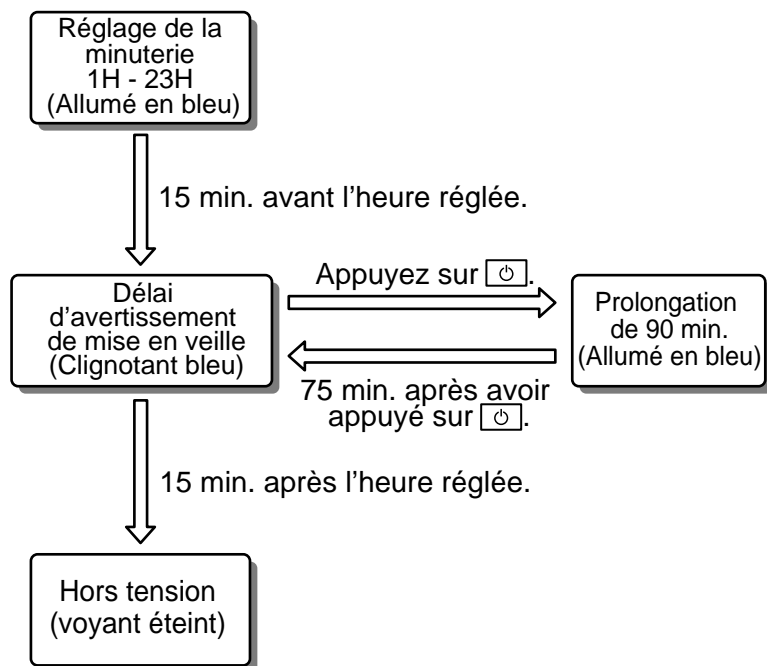 Réglage de la
minuterie
1H - 23H
(Allumé en bleu)
15 min. avant l’heure réglée.
Délai
d’avertissement
de mise en veille
(Clignotant bleu)
Appuyez sur ⏻.
Prolongation
de 90 min.
(Allumé en bleu)
75 min. après avoir
appuyé sur ⏻.
15 min. après l’heure réglée.
Hors tension
(voyant éteint)